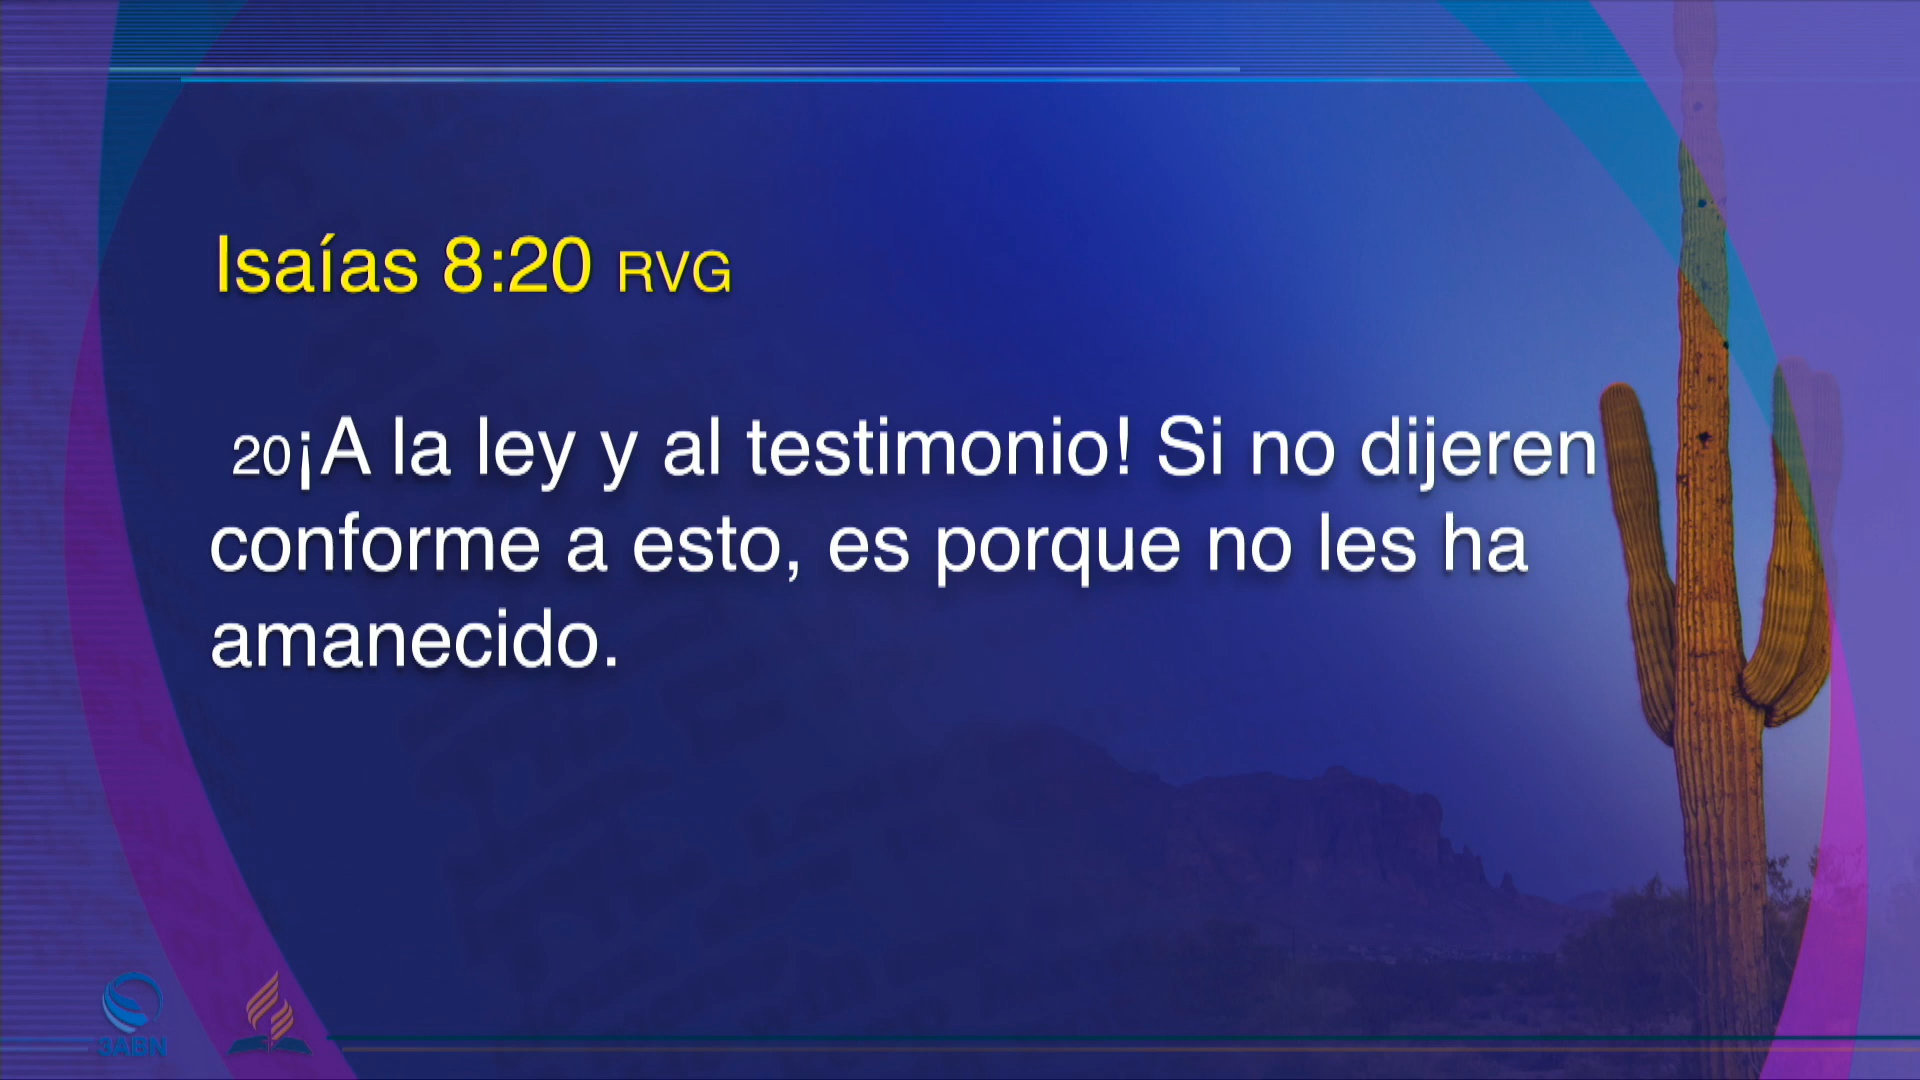 Isaías 8:20 RVG
20¡A la ley y al testimonio! Si no dijeren
conforme a esto, es porque no les ha
amanecido.
3ABN